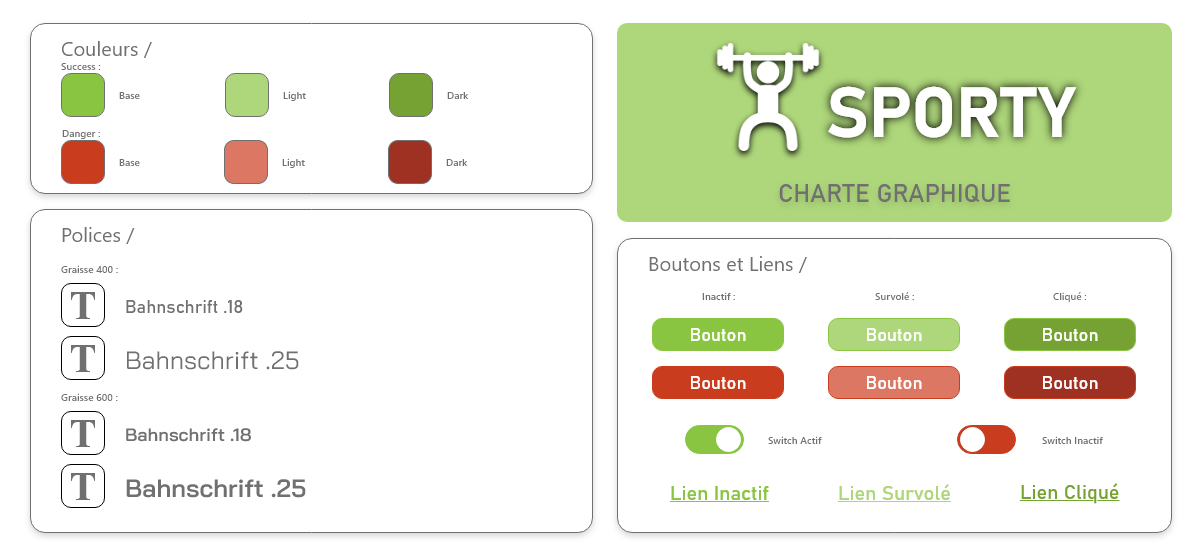 Couleurs /
Success :
Base
Light
Dark
Danger :
Base
Light
Dark
Polices /
Graisse 400 :
T
Bahnschrift .18
T
Bahnschrift .25
Graisse 600 :
T
Bahnschrift .18
T
Bahnschrift .25
SPORTY
CHARTE GRAPHIQUE
Boutons et Liens /
Inactif :
Survolé :
Cliqué :
Bouton
Bouton
Bouton
Bouton
Bouton
Bouton
Switch Actif
Switch Inactif
Lien Inactif
Lien Survolé
Lien Cliqué